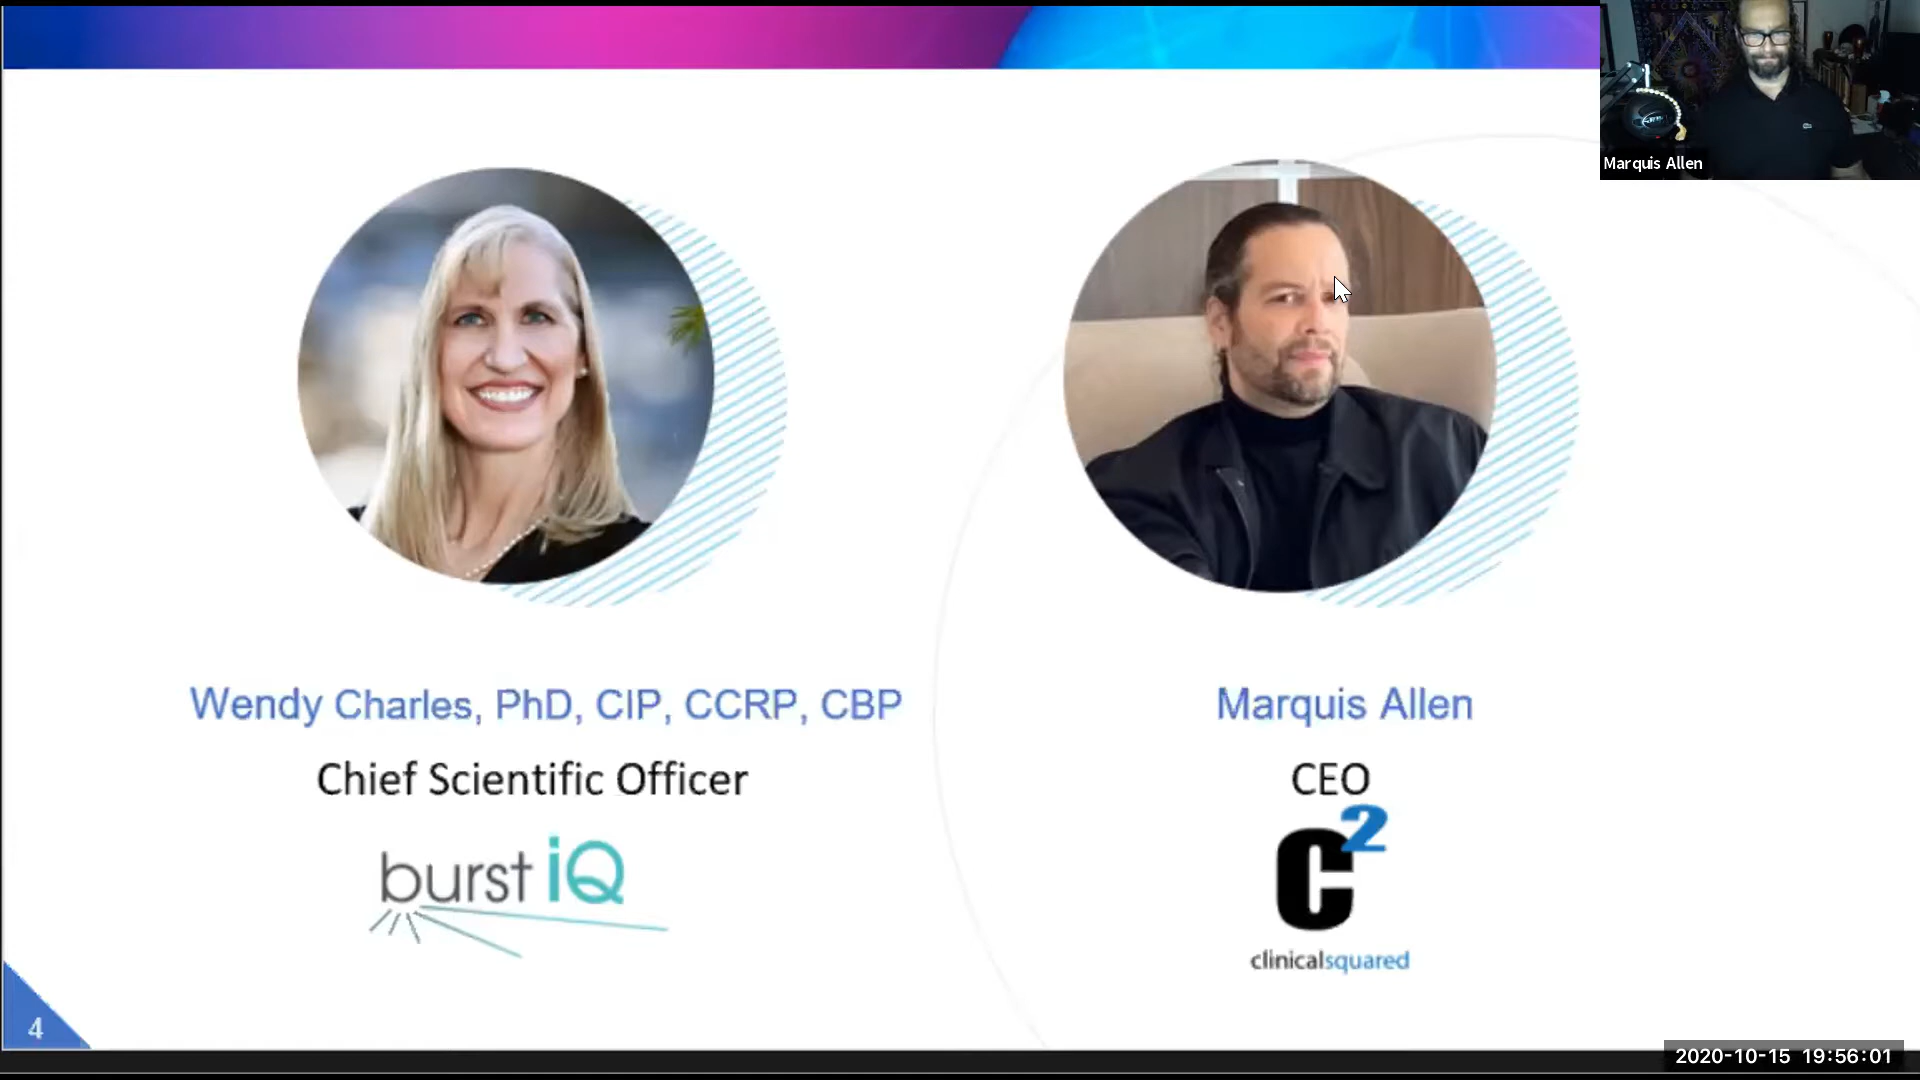 Marquis Allen
Wendy Charles, PhD, CIP, CCRP, CBP
Chief Scientific Officer
burst iQ
Marquis Allen
CEO
C2
clinicalsquared
4
2020-10-15 19:56:01